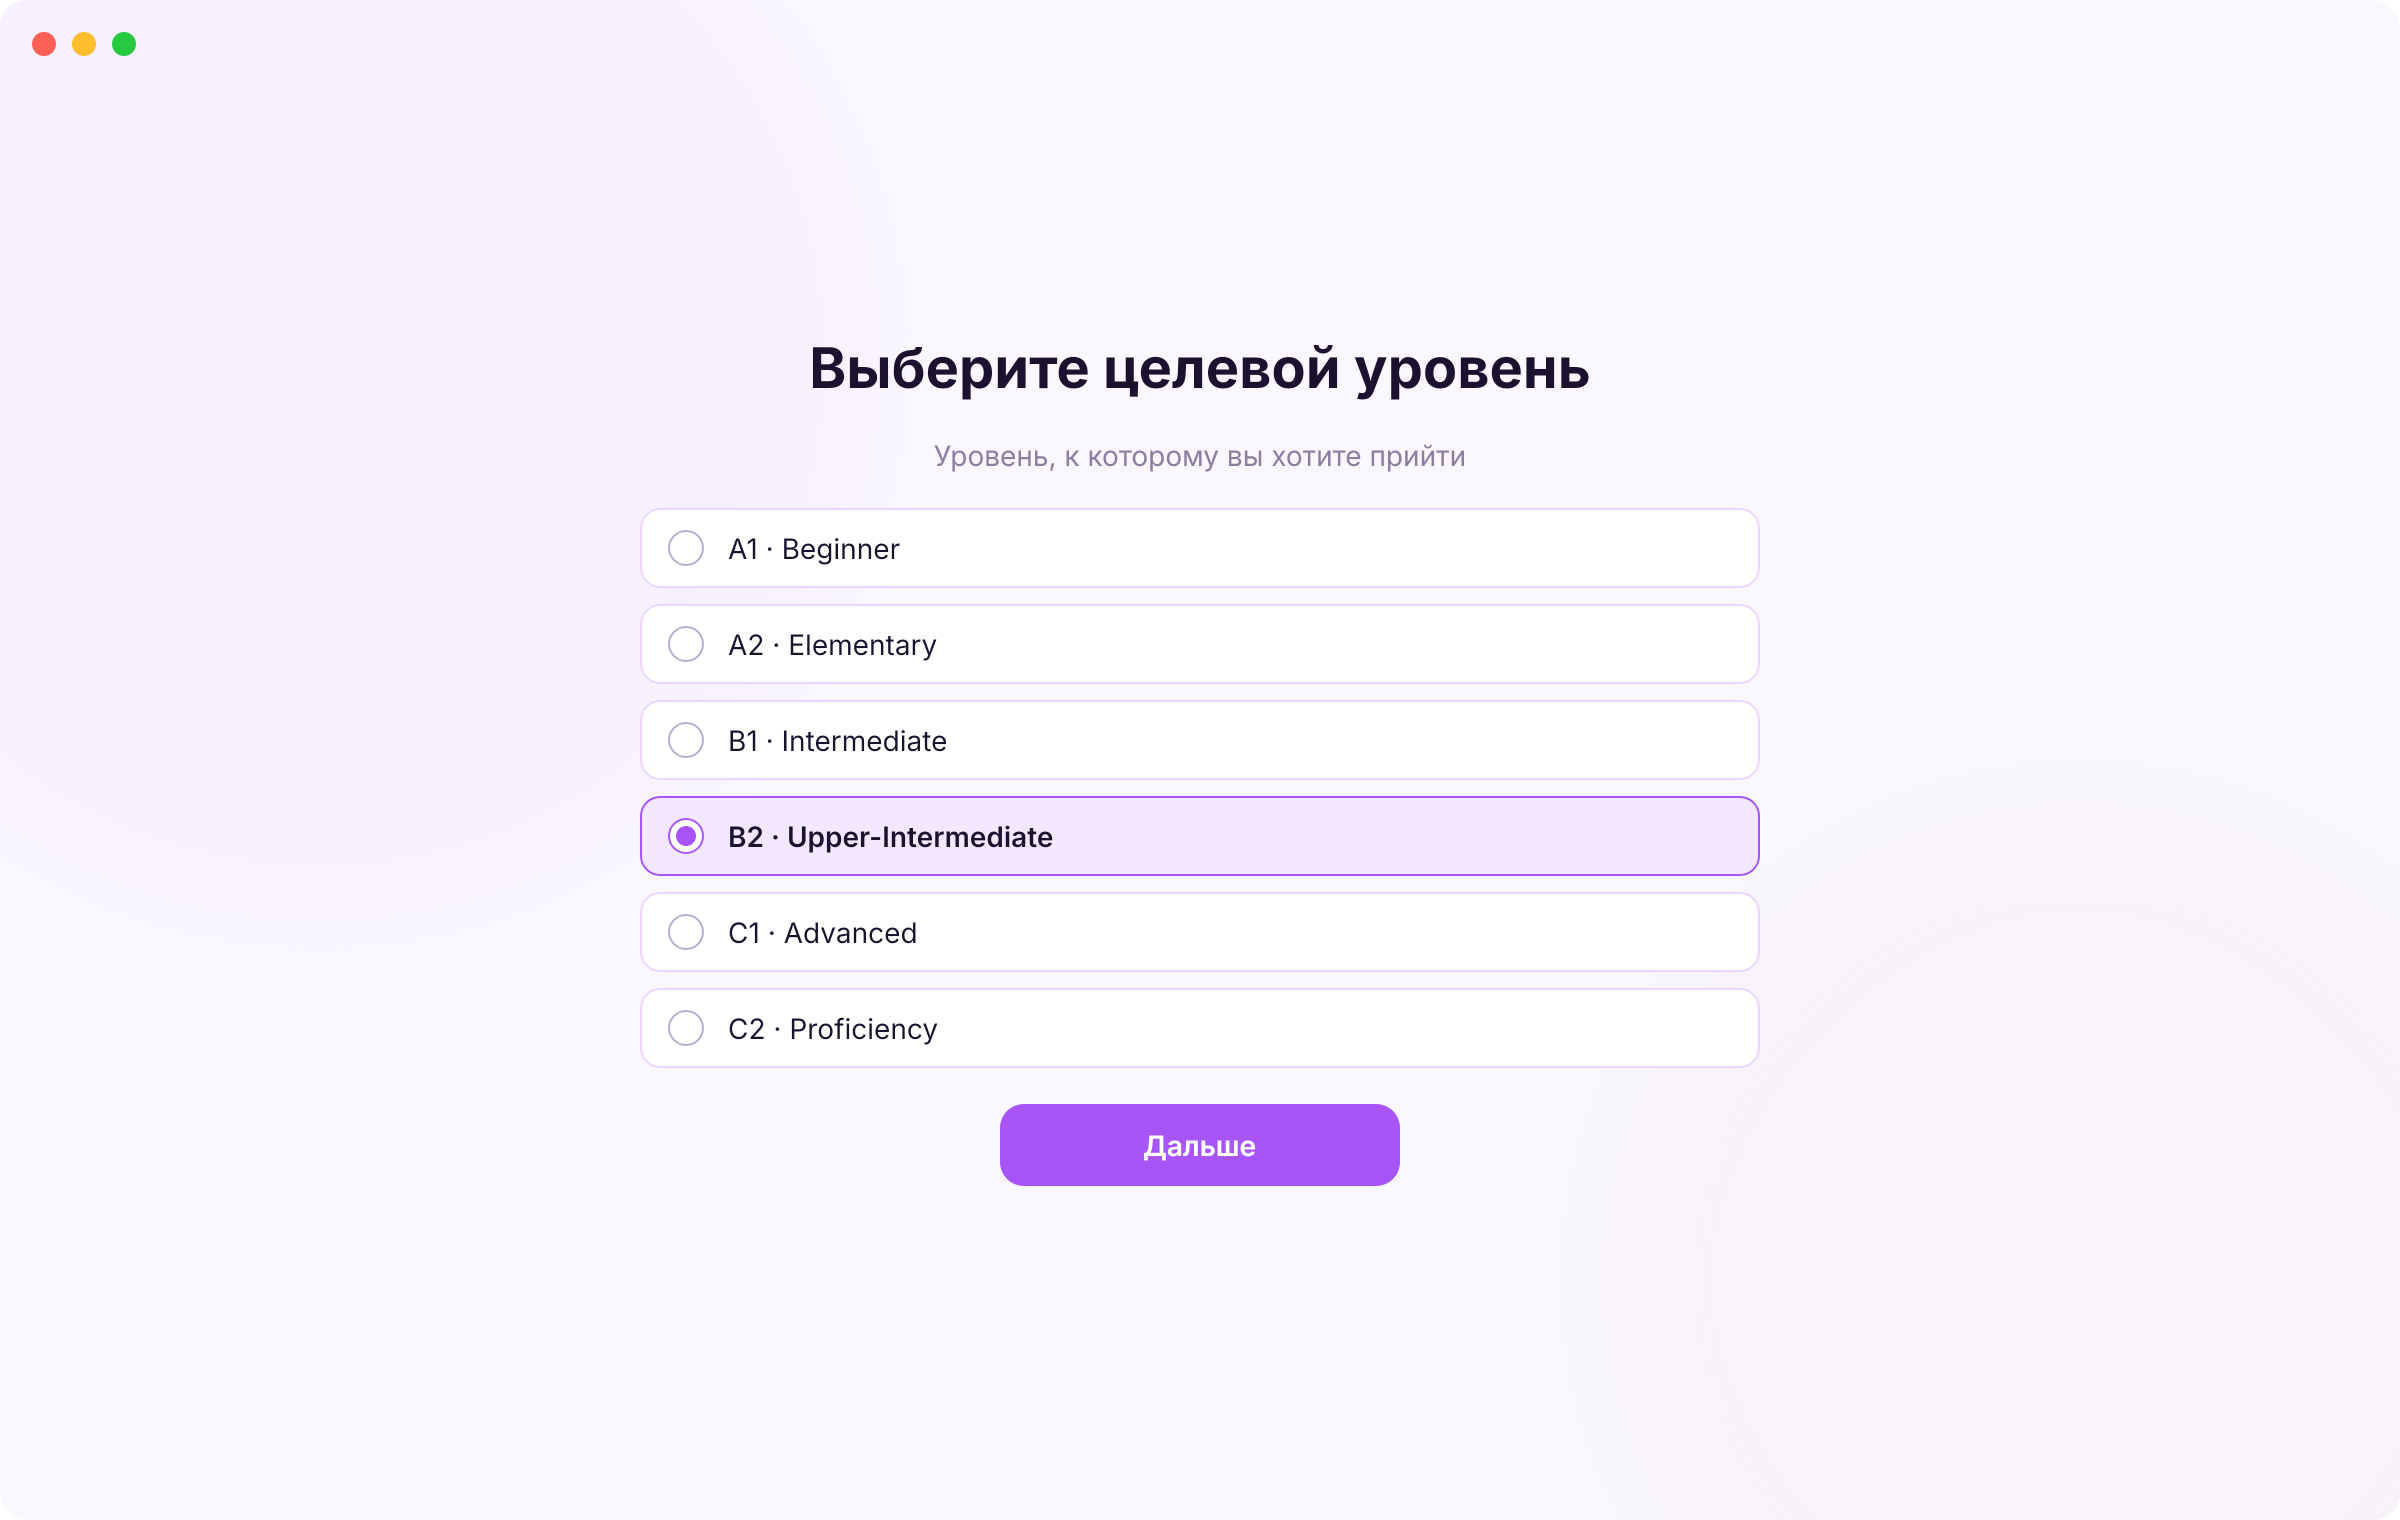 Выберите целевой уровень
Уровень, к которому вы хотите прийти
A1 · Beginner
A2 · Elementary
B1 · Intermediate
B2 · Upper-Intermediate
C1 · Advanced
C2 · Proficiency
Дальше